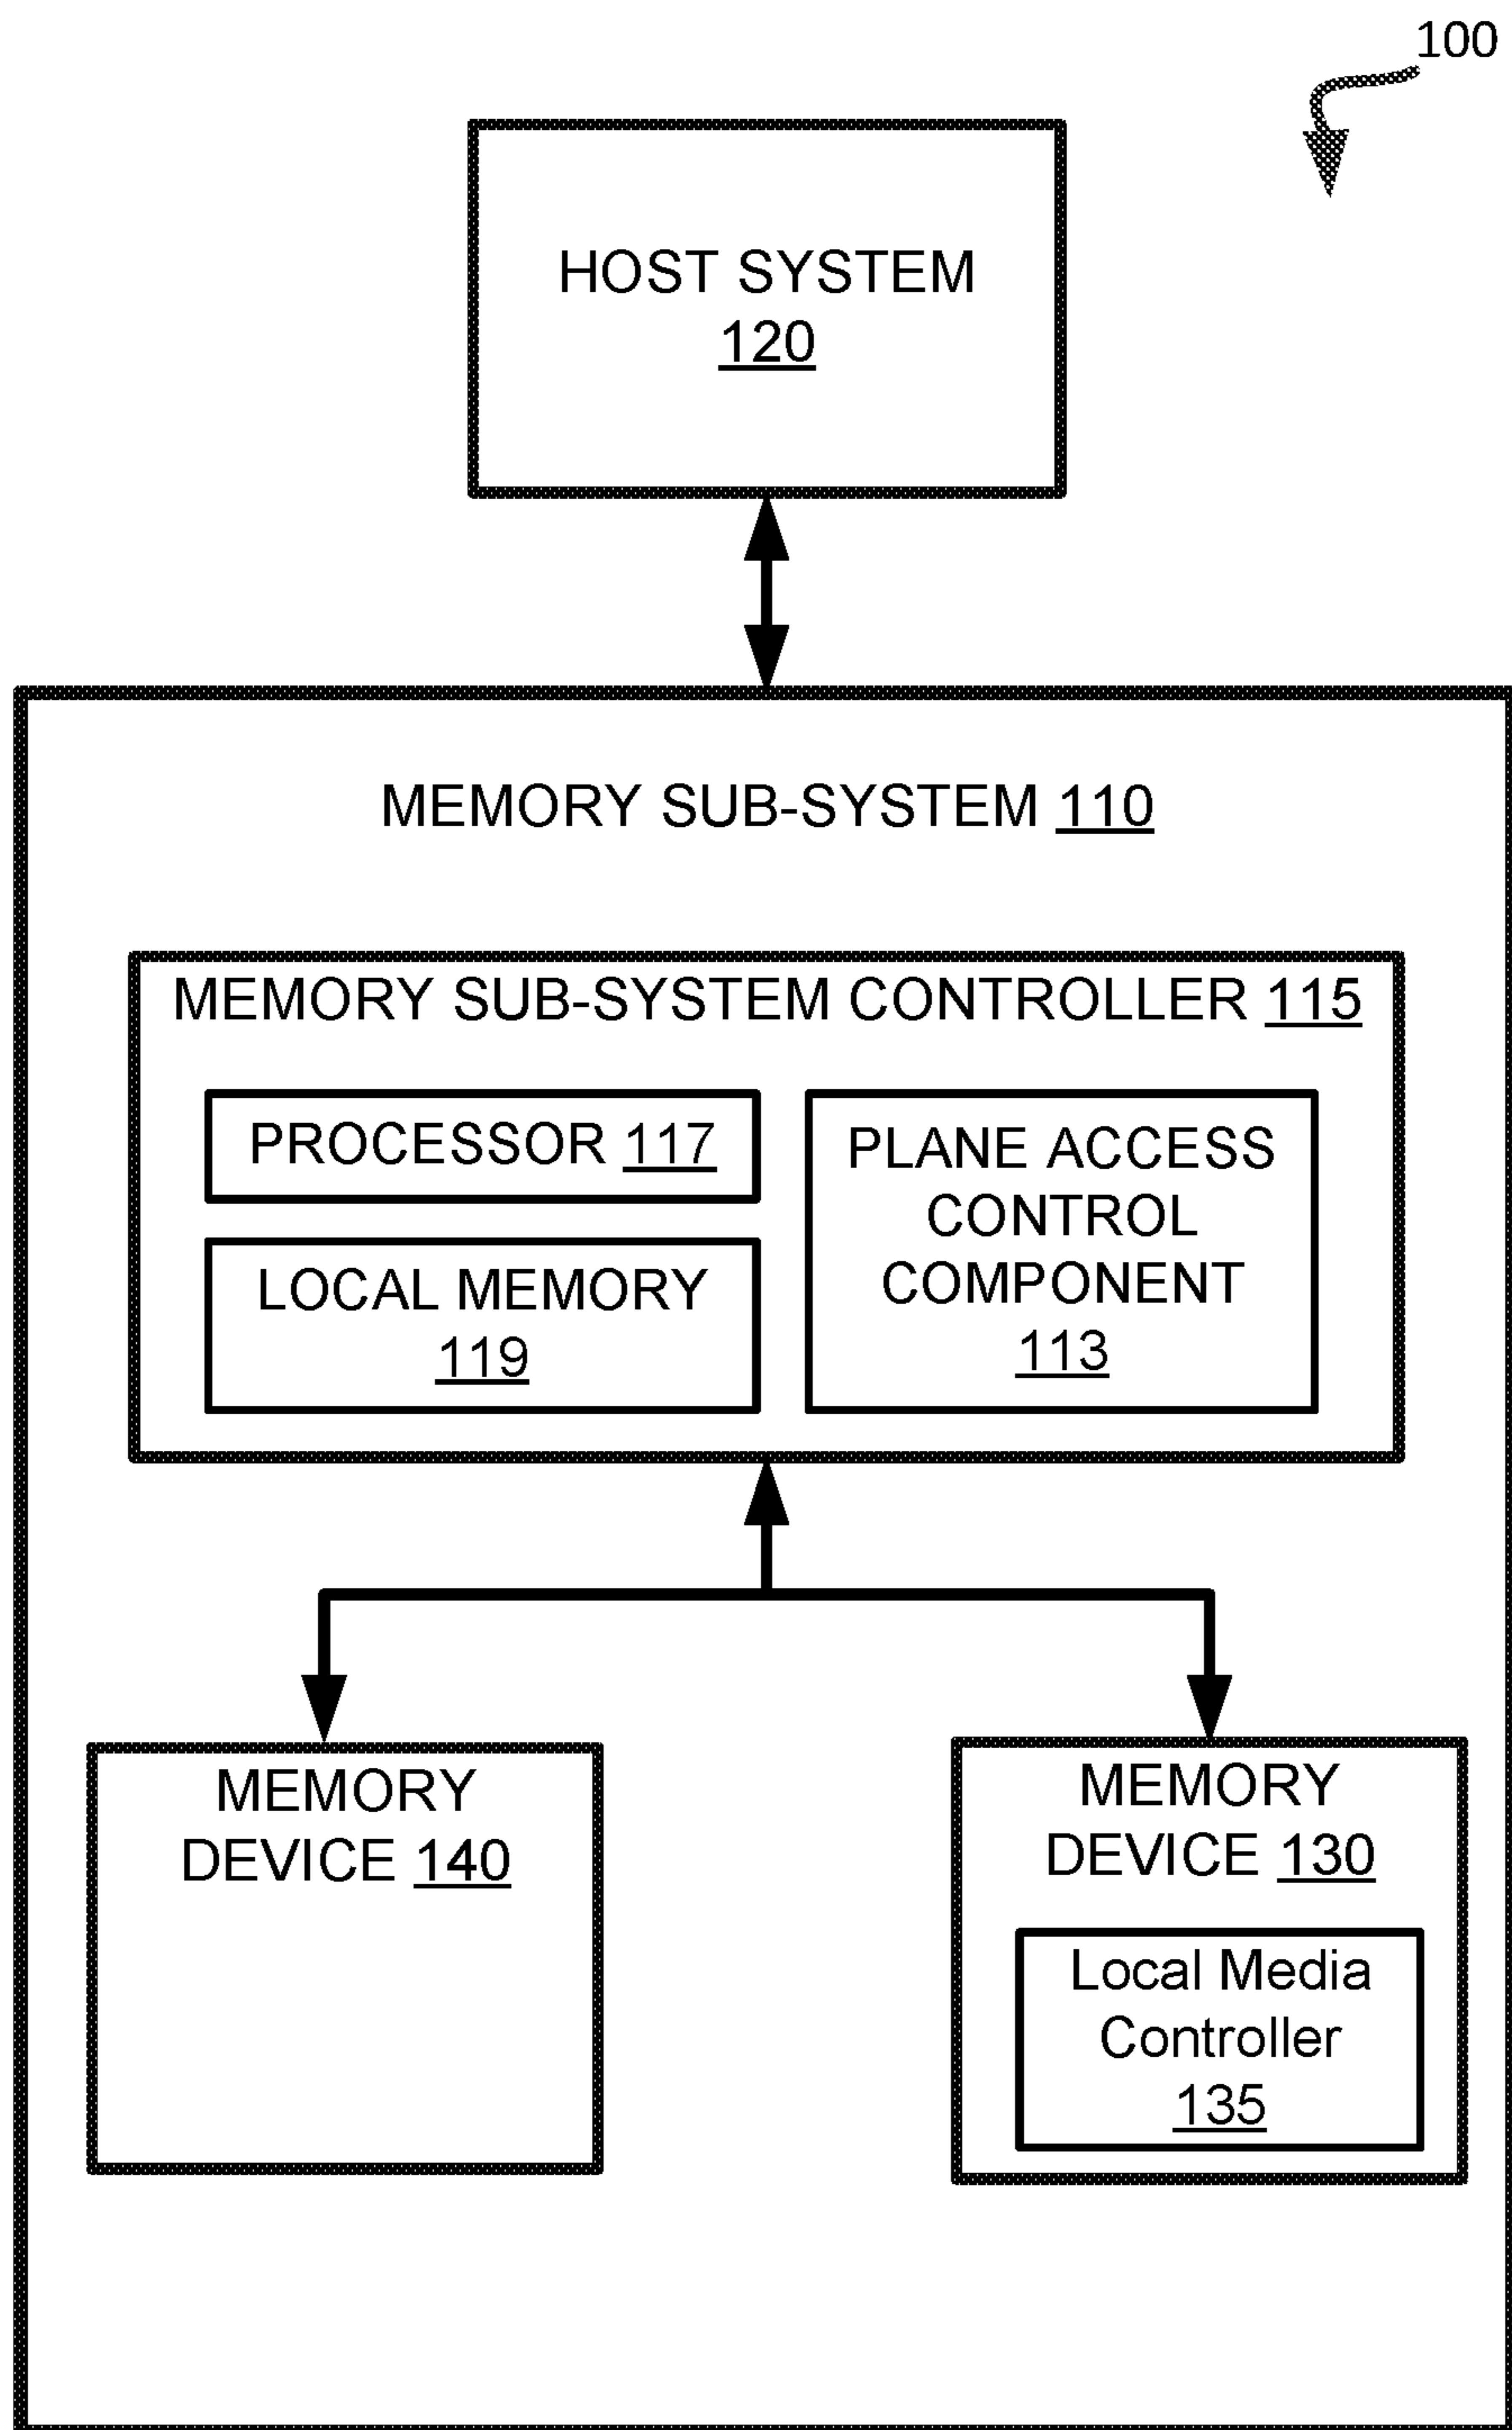 100
HOST SYSTEM
120
MEMORY SUB-SYSTEM 110
MEMORY SUB-SYSTEM CONTROLLER 115
PROCESSOR 117
LOCAL MEMORY
119
PLANE ACCESS
CONTROL
COMPONENT
113
MEMORY
DEVICE 140
MEMORY
DEVICE 130
Local Media
Controller
135